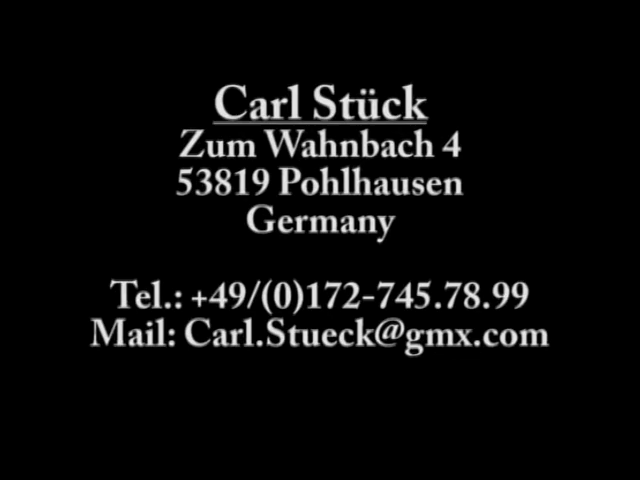 Carl Stück
Zum Wahnbach 4
53819 Pohlhausen
Germany
Tel.: +49/(0)172-745.78.99
Mail: Carl.Stueck@gmx.com